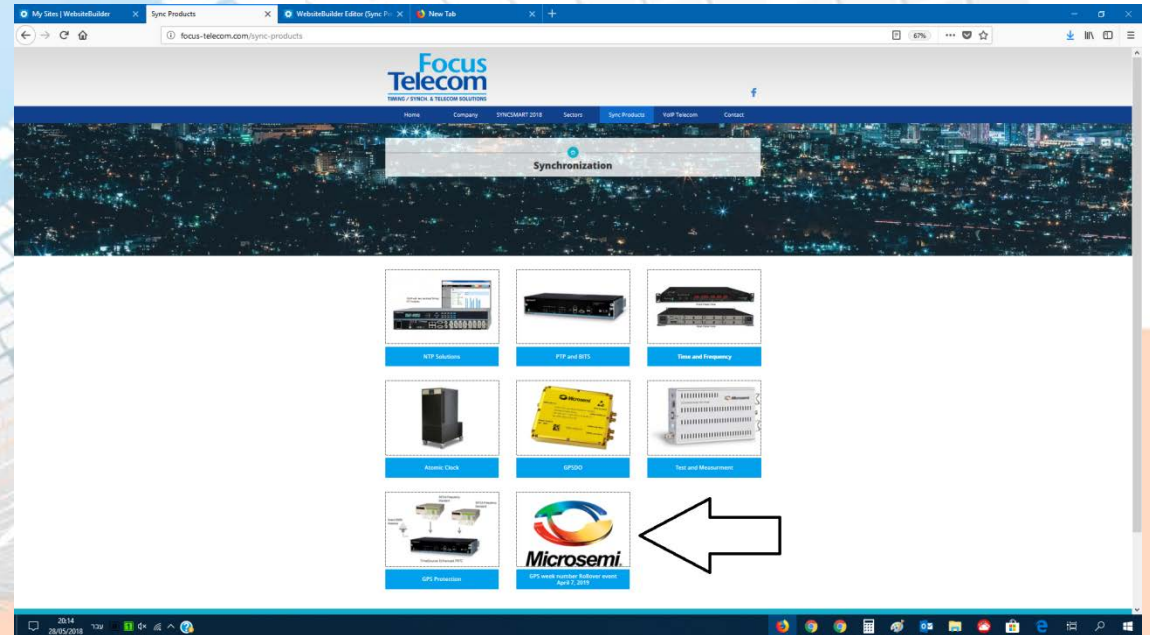 My Sites | WebsiteBuilder
Sync Products
WebsiteBuilder Editor (Sync Pr
New Tab
focus-telecom.com/sync-products
67%
Focus
Telecom
TIMING / SYNCH. & TELECOM SOLUTIONS
f
Home Company SYNCSMART 2018 Sectors Sync Products VoIP Telecom Contact
Synchronization
NTP Solutions
PTP and BITS
Time and Frequency
Microsemi
Microsemi
Atomic Clock
GPSDO
Test and Measurment
Microsemi.
GPS Protection
GPS week number Rollover event
April 7, 2019
20:14
28/05/2018
עבר